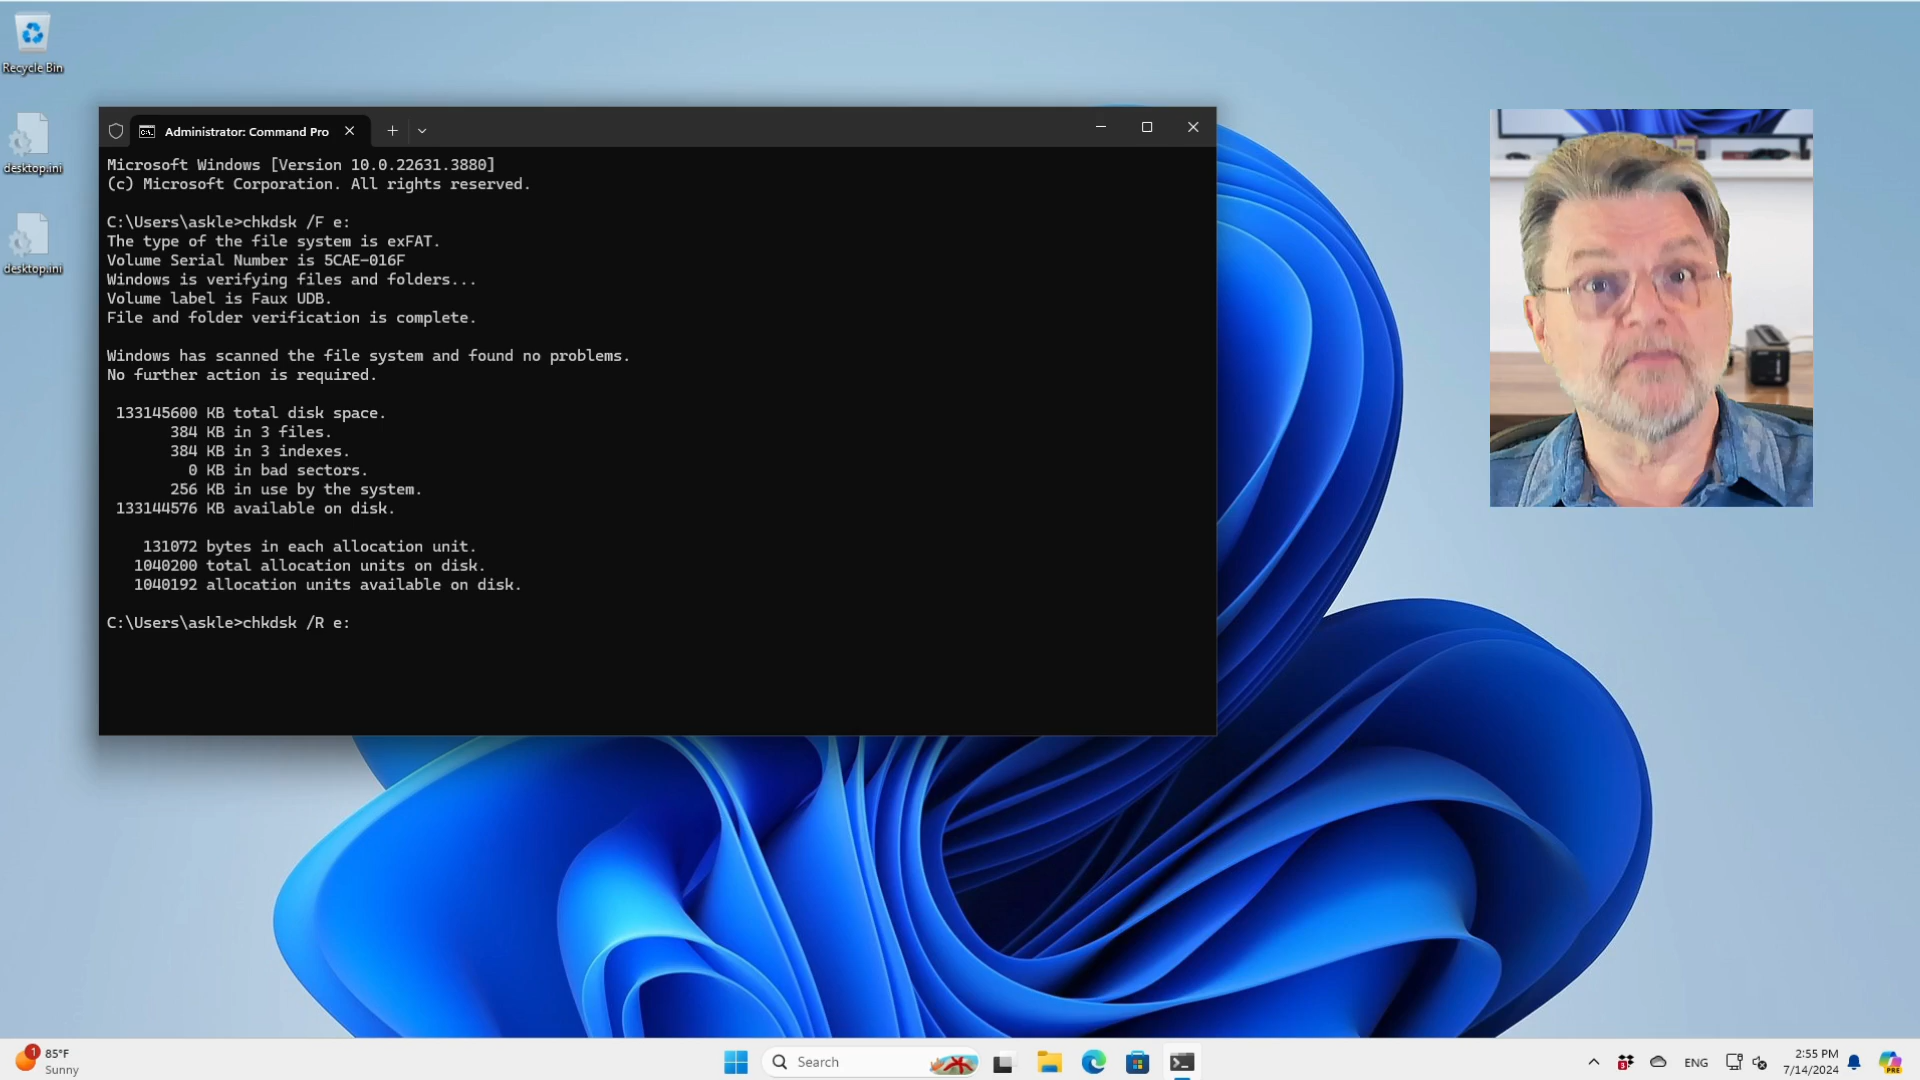 Recycle Bin
desktop.ini
desktop.ini
Administrator: Command Pro
Microsoft Windows [Version 10.0.22631.3880]
(c) Microsoft Corporation. All rights reserved.
C:\Users\askle>chkdsk /F e:
The type of the file system is exFAT.
Volume Serial Number is 5CAE-016F
Windows is verifying files and folders...
Volume label is Faux UDB.
File and folder verification is complete.
Windows has scanned the file system and found no problems.
No further action is required.
133145600 KB total disk space.
384 KB in 3 files.
384 KB in 3 indexes.
0 KB in bad sectors.
256 KB in use by the system.
133144576 KB available on disk.
131072 bytes in each allocation unit.
1040200 total allocation units on disk.
1040192 allocation units available on disk.
C:\Users\askle>chkdsk /R e:
1
85°F
Sunny
Search
ENG
2:55 PM
7/14/2024
PRE